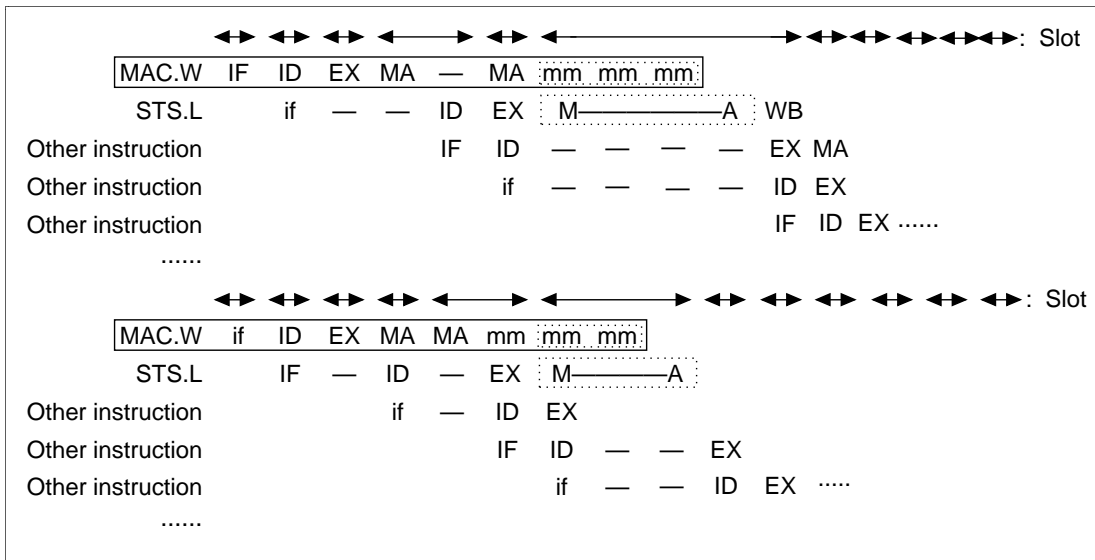 : Slot
MAC.W IF ID EX MA — MA mm mm mm
STS.L if — — ID EX M—————A WB
Other instruction IF ID — — — — EX MA
Other instruction if — — — — ID EX
Other instruction IF ID EX ......
......
: Slot
MAC.W if ID EX MA MA mm mm mm
STS.L IF — ID — EX M————A
Other instruction if — ID EX
Other instruction IF ID — — EX
Other instruction if — — ID EX .....
......